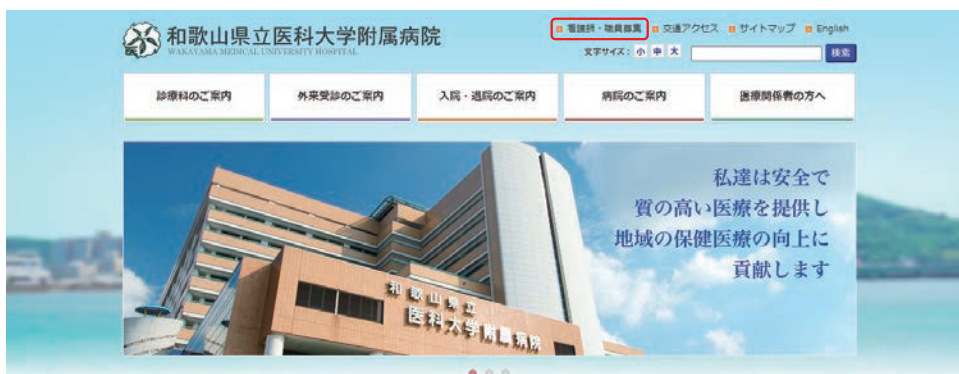 看護師・職員募集 交通アクセス サイトマップ English
和歌山県立医科大学附属病院
WAKAYAMA MEDICAL UNIVERSITY HOSPITAL
文字サイズ： 小 中 大 検索
診療科のご案内 外来受診のご案内 入院・退院のご案内 病院のご案内 医療関係者の方へ
私達は安全で
質の高い医療を提供し
地域の保健医療の向上に
貢献します
和歌山県立
医科大学附属病院